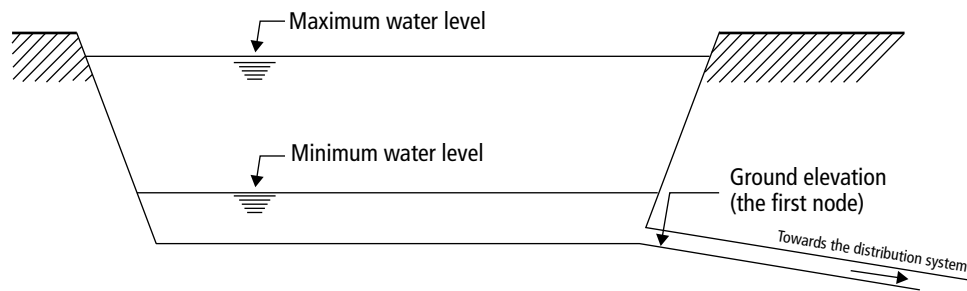 Maximum water level
Minimum water level
Ground elevation
(the first node)
Towards the distribution system